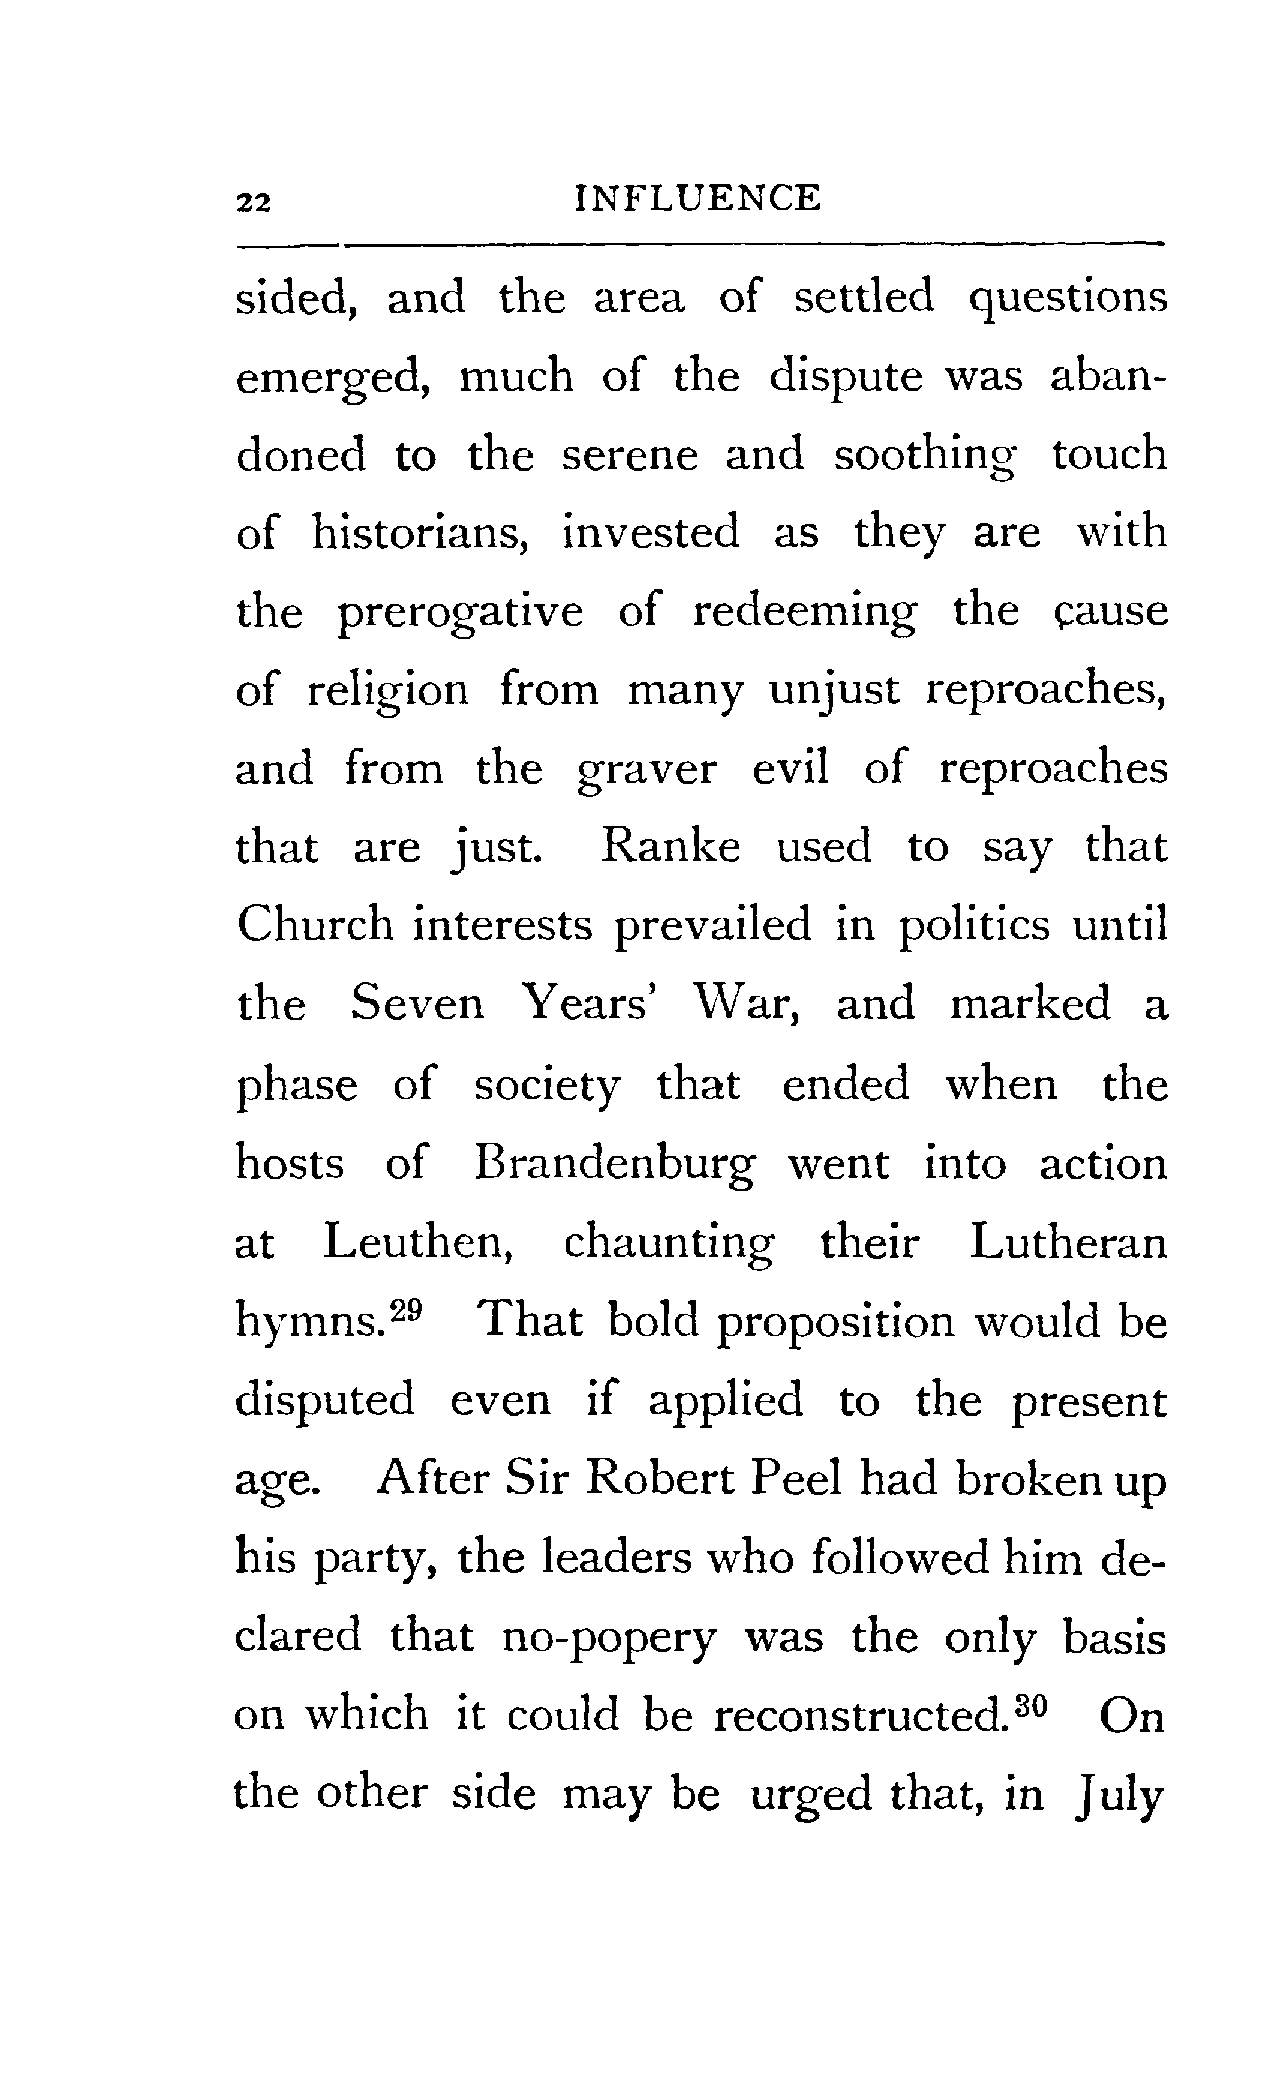 22 INFLUENCE
sided, and the area of settled questions
emerged, much of the dispute was aban-
doned to the serene and soothing touch
of historians, invested as they are with
the prerogative of redeeming the cause
of religion from many unjust reproaches,
and from the graver evil of reproaches
that are just. Ranke used to say that
Church interests prevailed in politics until
the Seven Years' War, and marked a
phase of society that ended when the
hosts of Brandenburg went into action
at Leuthen, chaunting their Lutheran
hymns.²⁹ That bold proposition would be
disputed even if applied to the present
age. After Sir Robert Peel had broken up
his party, the leaders who followed him de-
clared that no-popery was the only basis
on which it could be reconstructed.³⁰ On
the other side may be urged that, in July